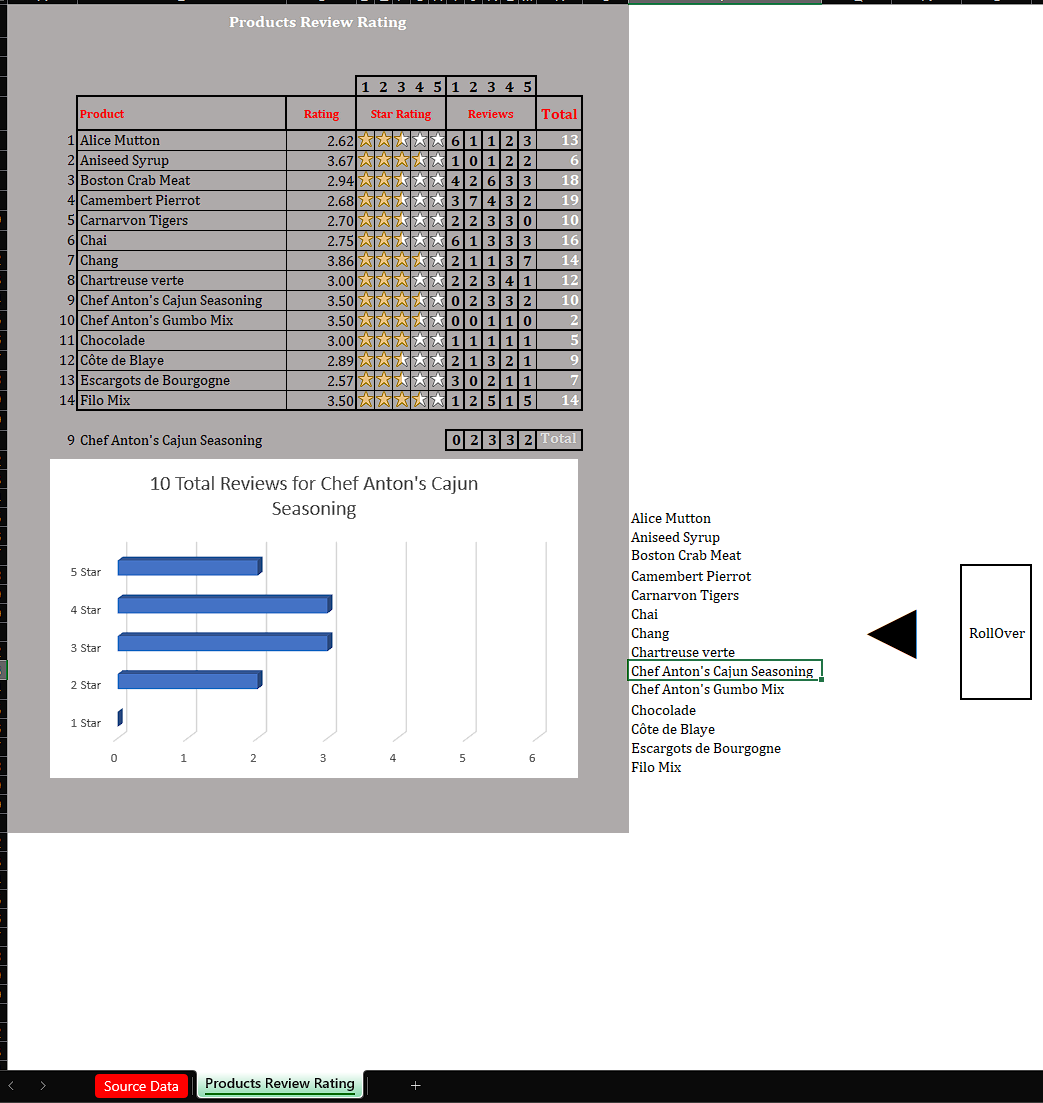 Products Review Rating
1 2 3 4 5 1 2 3 4 5
Product Rating Star Rating Reviews Total
1 Alice Mutton 2.62 6 1 1 2 3 13
2 Aniseed Syrup 3.67 1 0 1 2 2 6
3 Boston Crab Meat 2.94 4 2 6 3 3 18
4 Camembert Pierrot 2.68 3 7 4 3 2 19
5 Carnarvon Tigers 2.70 2 2 3 3 0 10
6 Chai 2.75 6 1 3 3 3 16
7 Chang 3.86 2 1 1 3 7 14
8 Chartreuse verte 3.00 2 2 3 4 1 12
9 Chef Anton's Cajun Seasoning 3.50 0 2 3 3 2 10
10 Chef Anton's Gumbo Mix 3.50 0 0 1 1 0 2
11 Chocolade 3.00 1 1 1 1 1 5
12 Côte de Blaye 2.89 2 1 3 2 1 9
13 Escargots de Bourgogne 2.57 3 0 2 1 1 7
14 Filo Mix 3.50 1 2 5 1 5 14
9 Chef Anton's Cajun Seasoning 0 2 3 3 2 Total
10 Total Reviews for Chef Anton's Cajun
Seasoning
5 Star
4 Star
3 Star
2 Star
1 Star
0 1 2 3 4 5 6
Alice Mutton
Aniseed Syrup
Boston Crab Meat
Camembert Pierrot
Carnarvon Tigers
Chai
Chang
Chartreuse verte
Chef Anton's Cajun Seasoning
Chef Anton's Gumbo Mix
Chocolade
Côte de Blaye
Escargots de Bourgogne
Filo Mix
RollOver
Source Data Products Review Rating +